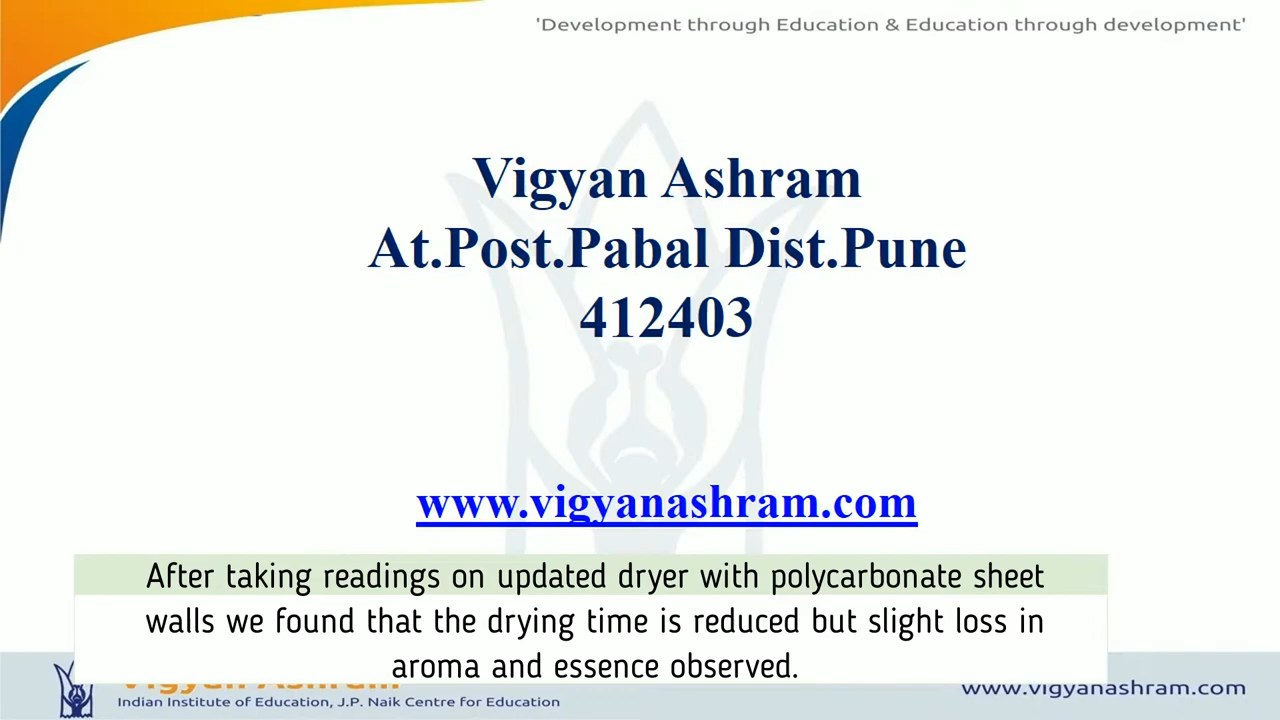 'Development through Education & Education through development'
Vigyan Ashram
At.Post.Pabal Dist.Pune
412403
www.vigyanashram.com
After taking readings on updated dryer with polycarbonate sheet
walls we found that the drying time is reduced but slight loss in
aroma and essence observed.
Vigyan Ashram
Indian Institute of Education, J.P. Naik Centre for Education
www.vigyanashram.com